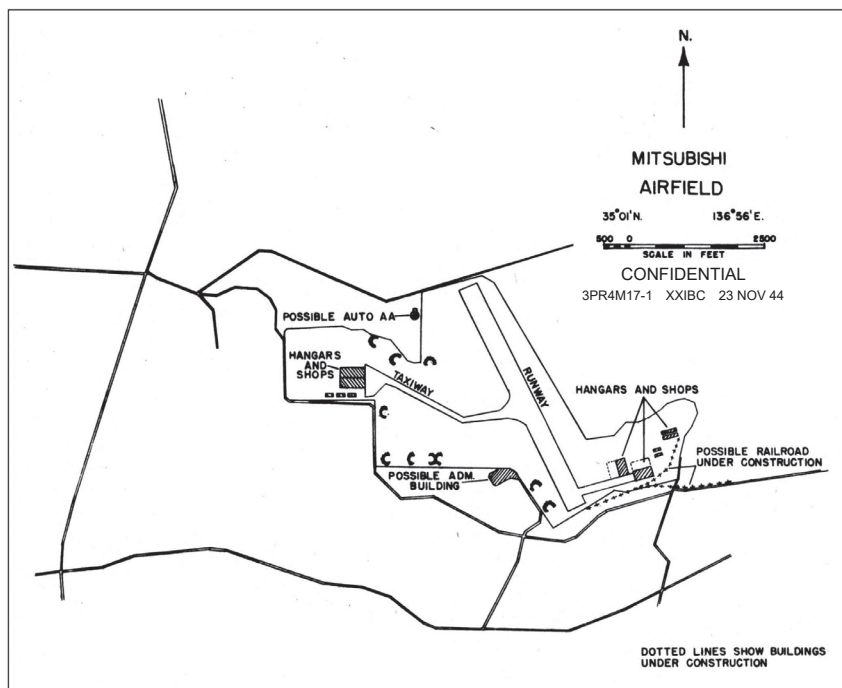 N.
MITSUBISHI
AIRFIELD
35°01'N. 136°56'E.
500 0 2500
SCALE IN FEET
CONFIDENTIAL
3PR4M17-1 XXIBC 23 NOV 44
POSSIBLE AUTO AA
HANGARS
AND
SHOPS
TAXIWAY
RUNWAY
HANGARS AND SHOPS
POSSIBLE RAILROAD
UNDER CONSTRUCTION
POSSIBLE ADM.
BUILDING
DOTTED LINES SHOW BUILDINGS
UNDER CONSTRUCTION